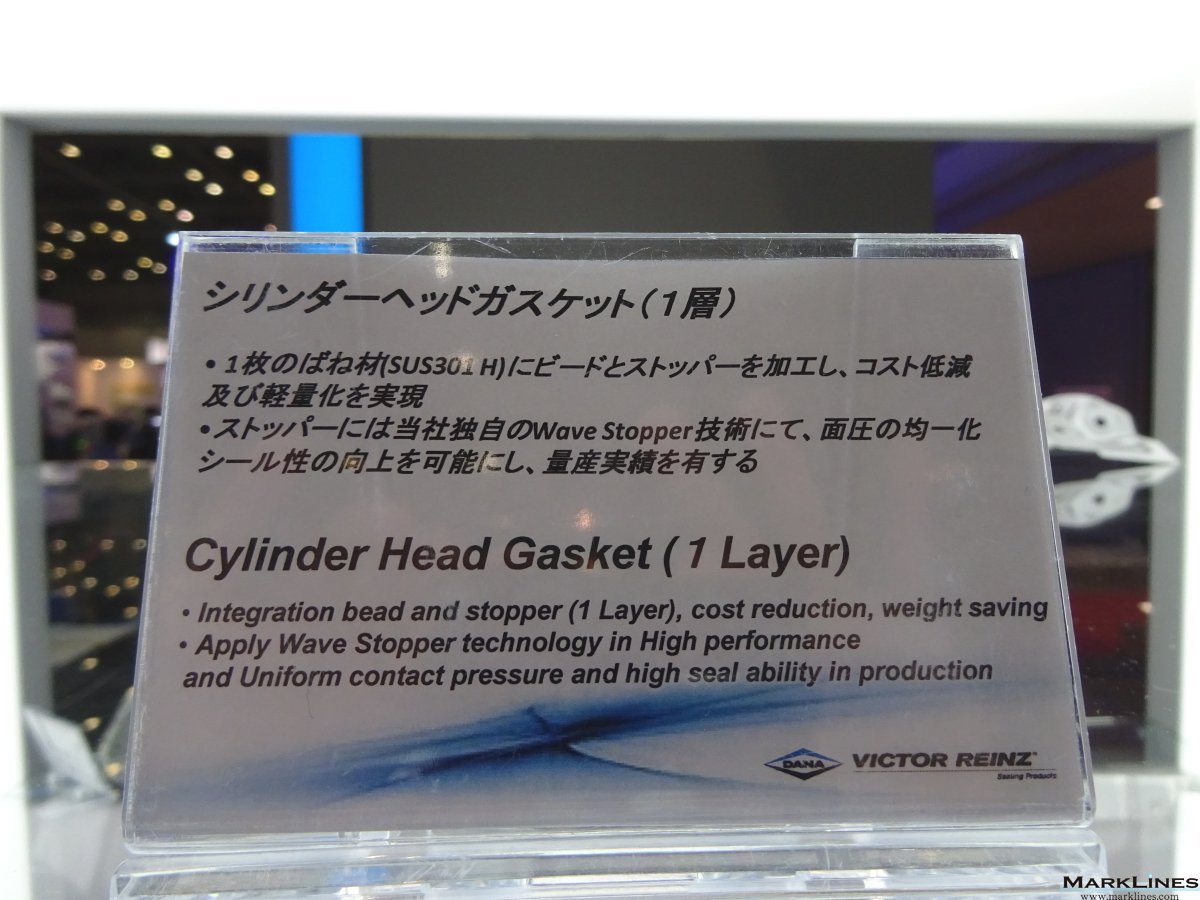 シリンダーヘッドガスケット（１層）
・１枚のばね材(SUS301 H)にビードとストッパーを加工し、コスト低減
及び軽量化を実現
・ストッパーには当社独自のWave Stopper技術にて、面圧の均一化
シール性の向上を可能にし、量産実績を有する
Cylinder Head Gasket ( 1 Layer)
・Integration bead and stopper (1 Layer), cost reduction, weight saving
・Apply Wave Stopper technology in High performance
and Uniform contact pressure and high seal ability in production
DANA VICTOR REINZ™
Sealing Products
MARKLINES
www.marklines.com